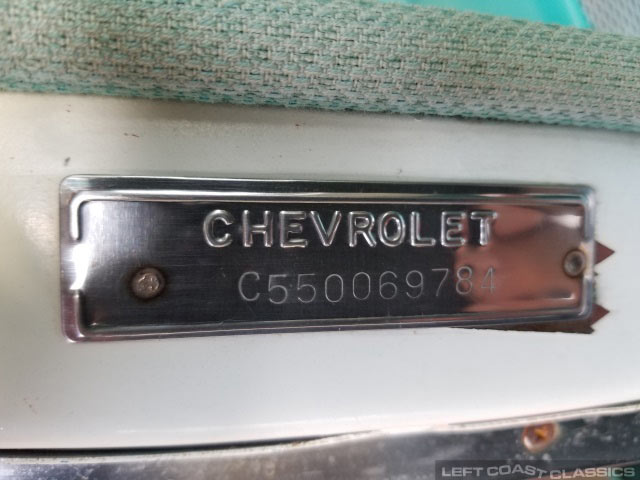 CHEVROLET
C550069784
LEFT COAST CLASSICS